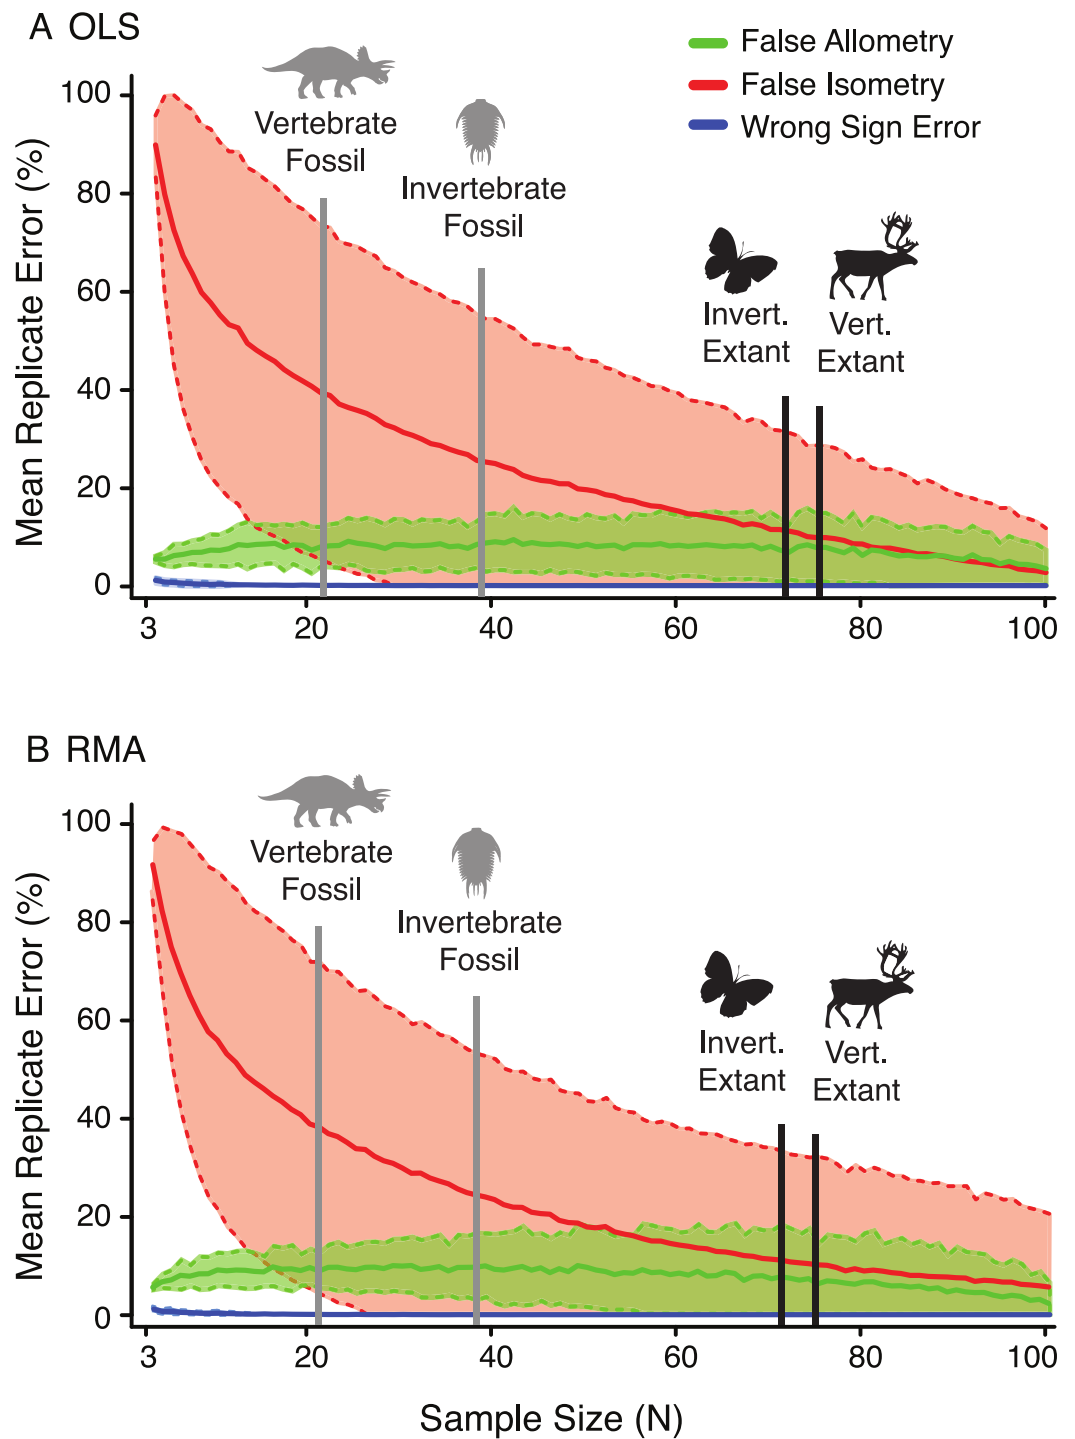 A OLS
False Allometry
False Isometry
Wrong Sign Error
Vertebrate
Fossil
Invertebrate
Fossil
Invert.
Extant
Vert.
Extant
Mean Replicate Error (%)
100
80
60
40
20
0
3
20
40
60
80
100
B RMA
Vertebrate
Fossil
Invertebrate
Fossil
Invert.
Extant
Vert.
Extant
Mean Replicate Error (%)
100
80
60
40
20
0
3
20
40
60
80
100
Sample Size (N)